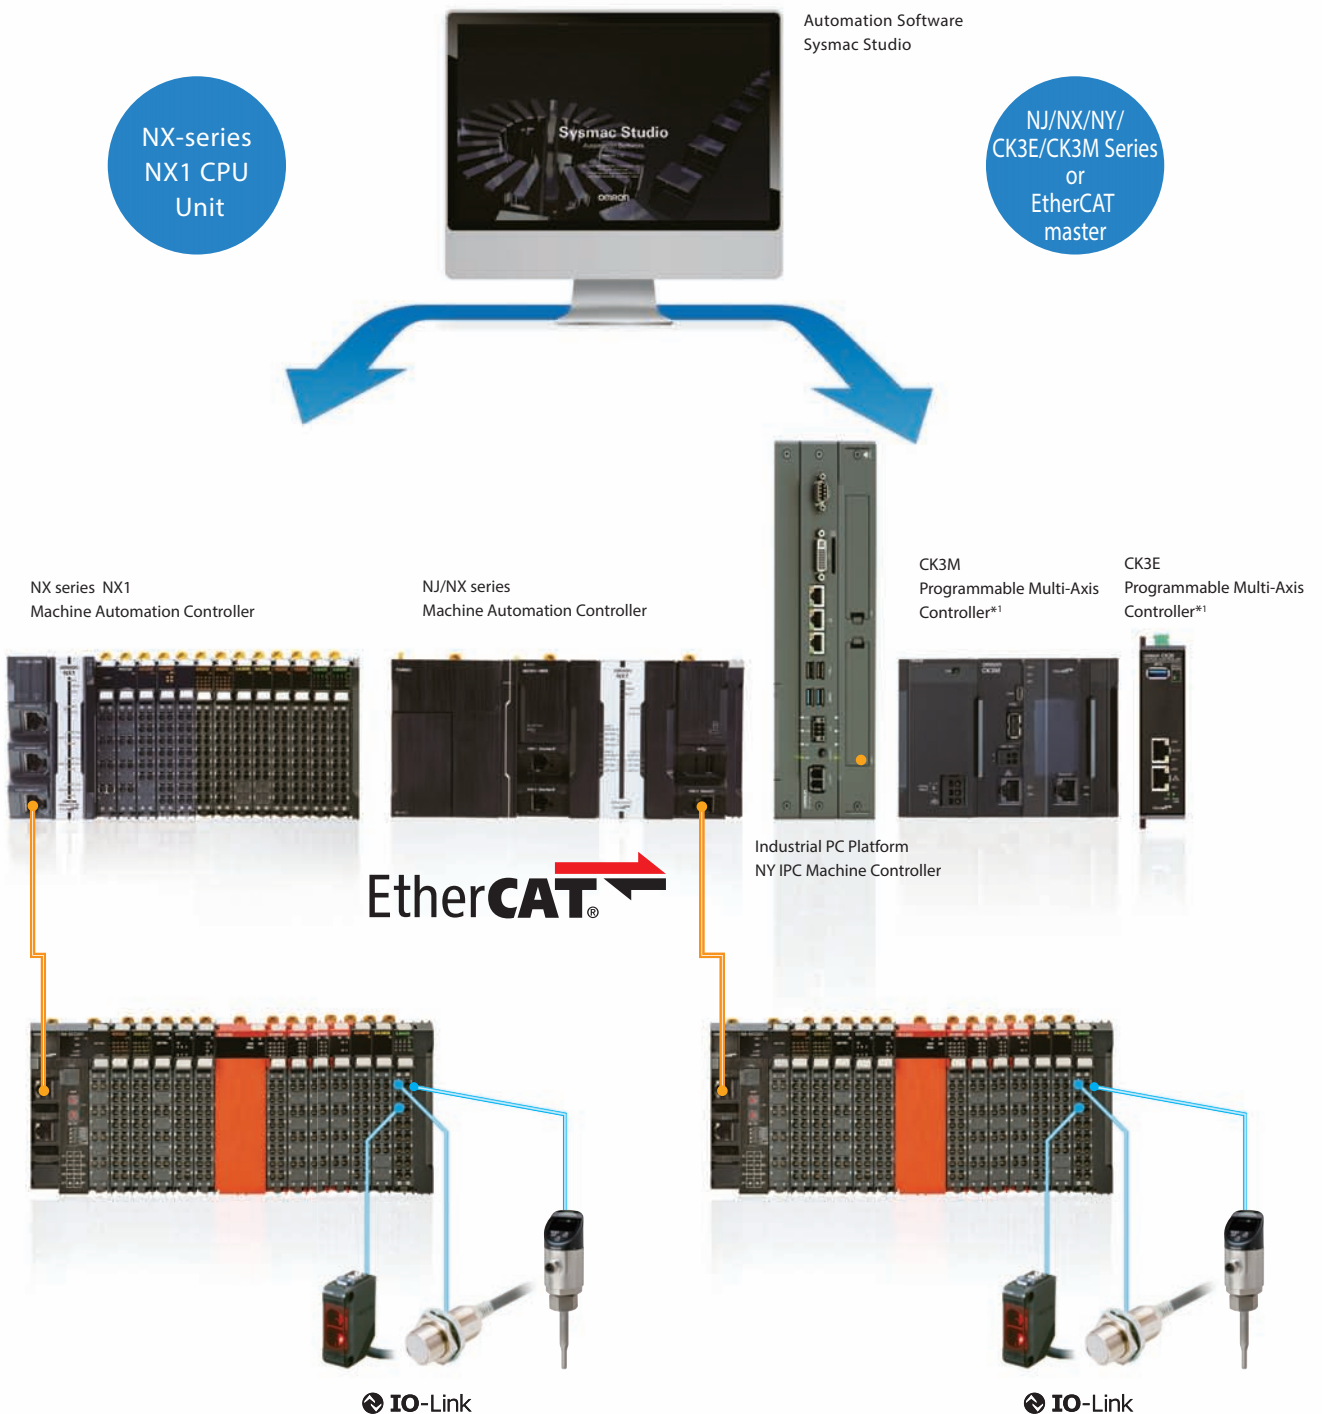 Automation Software
Sysmac Studio
NX-series
NX1 CPU
Unit
Sysmac Studio
Automation Software
OMRON
NJ/NX/NY/
CK3E/CK3M Series
or
EtherCAT
master
NX series NX1
Machine Automation Controller
NJ/NX series
Machine Automation Controller
CK3M
Programmable Multi-Axis
Controller*1
CK3E
Programmable Multi-Axis
Controller*1
Industrial PC Platform
NY IPC Machine Controller
EtherCAT®
IO-Link
IO-Link